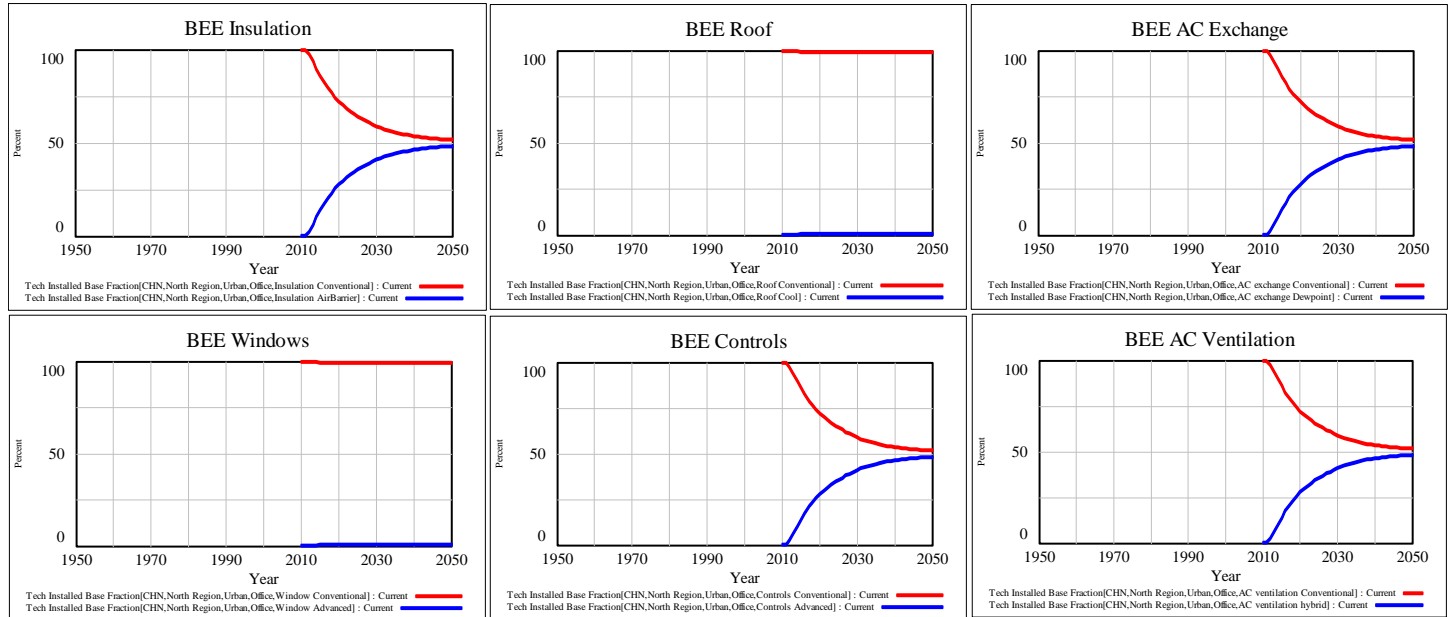 BEE Insulation
100
50
0
Percent
1950 1970 1990 2010 2030 2050
Year
Tech Installed Base Fraction[CHN,North Region,Urban,Office,Insulation Conventional] : Current
Tech Installed Base Fraction[CHN,North Region,Urban,Office,Insulation AirBarrier] : Current
BEE Roof
100
50
0
Percent
1950 1970 1990 2010 2030 2050
Year
Tech Installed Base Fraction[CHN,North Region,Urban,Office,Roof Conventional] : Current
Tech Installed Base Fraction[CHN,North Region,Urban,Office,Roof Cool] : Current
BEE AC Exchange
100
50
0
Percent
1950 1970 1990 2010 2030 2050
Year
Tech Installed Base Fraction[CHN,North Region,Urban,Office,AC exchange Conventional] : Current
Tech Installed Base Fraction[CHN,North Region,Urban,Office,AC exchange Dewpoint] : Current
BEE Windows
100
50
0
Percent
1950 1970 1990 2010 2030 2050
Year
Tech Installed Base Fraction[CHN,North Region,Urban,Office,Window Conventional] : Current
Tech Installed Base Fraction[CHN,North Region,Urban,Office,Window Advanced] : Current
BEE Controls
100
50
0
Percent
1950 1970 1990 2010 2030 2050
Year
Tech Installed Base Fraction[CHN,North Region,Urban,Office,Controls Conventional] : Current
Tech Installed Base Fraction[CHN,North Region,Urban,Office,Controls Advanced] : Current
BEE AC Ventilation
100
50
0
Percent
1950 1970 1990 2010 2030 2050
Year
Tech Installed Base Fraction[CHN,North Region,Urban,Office,AC ventilation Conventional] : Current
Tech Installed Base Fraction[CHN,North Region,Urban,Office,AC ventilation hybrid] : Current